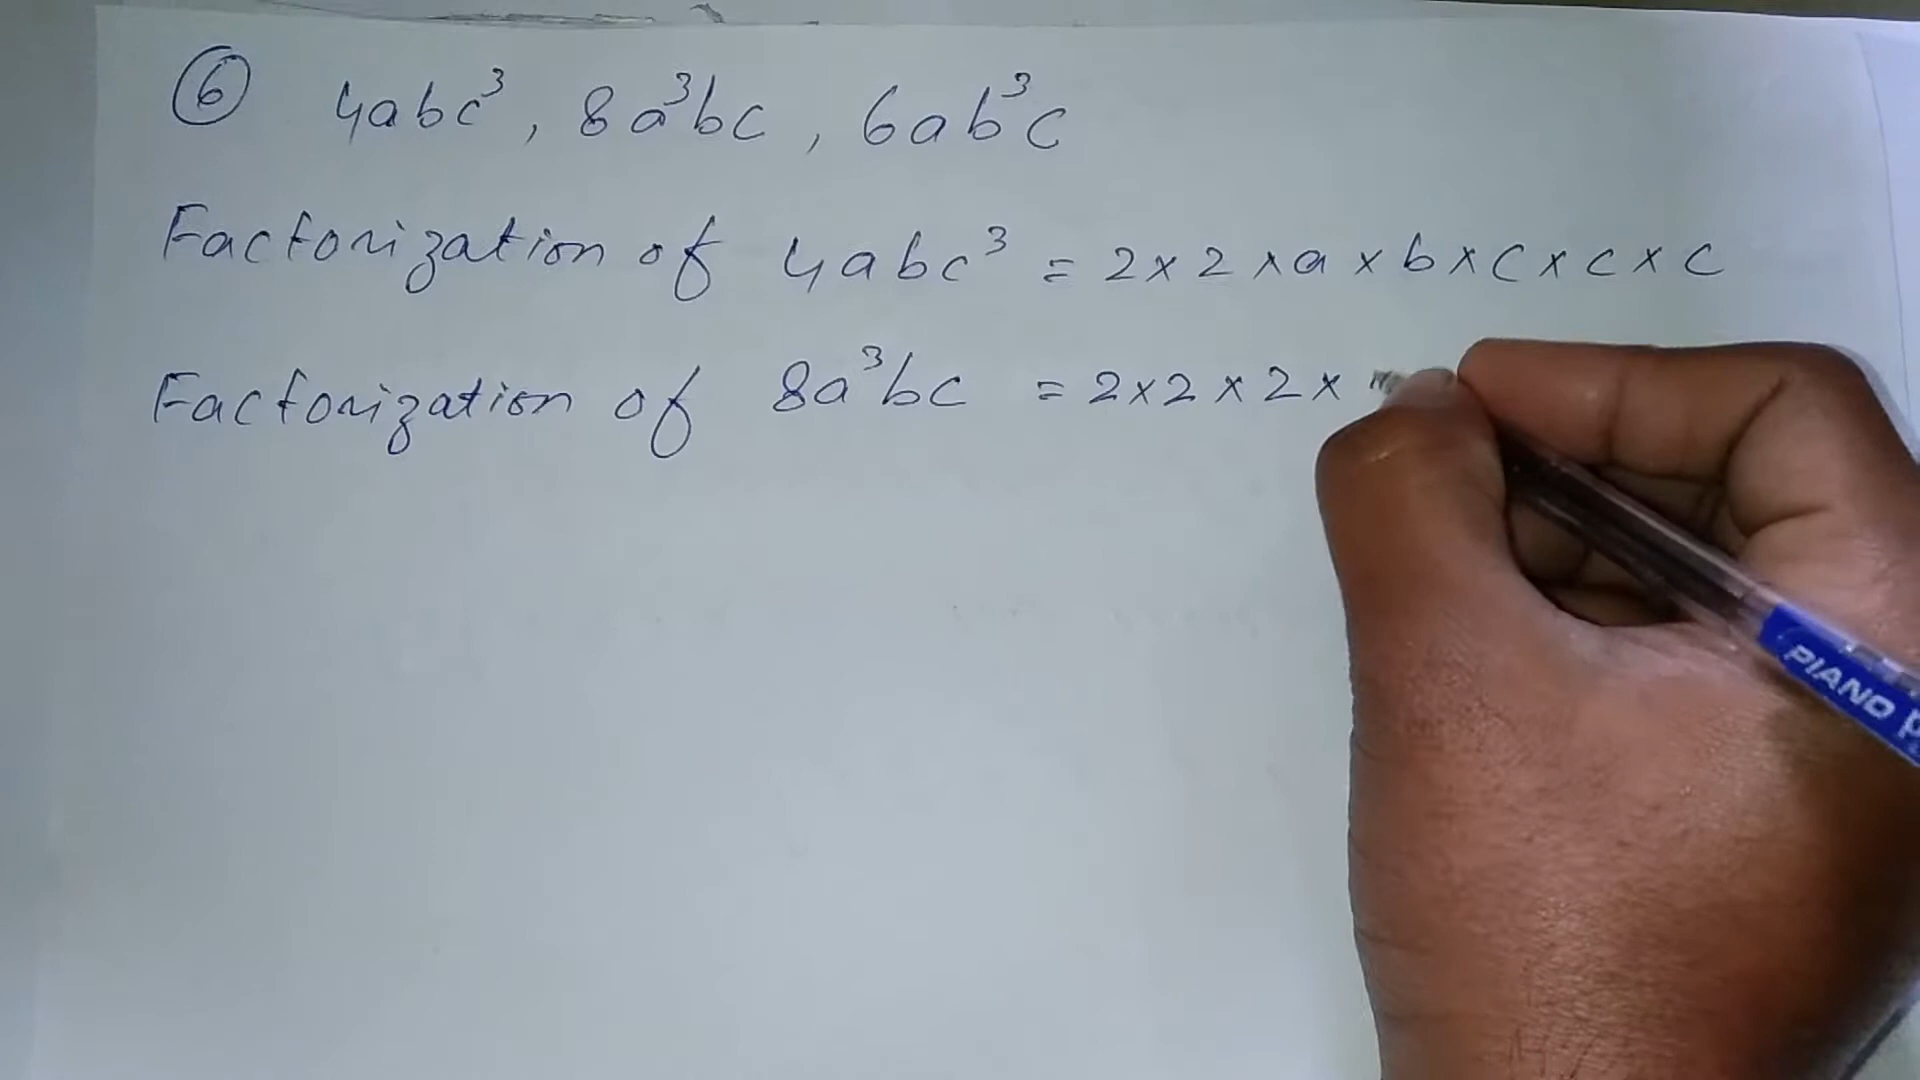 6 4abc³, 8a³bc, 6ab³c
Factorization of 4abc³ = 2×2×a×b×c×c×c
Factorization of 8a³bc = 2×2×2×
PIANO